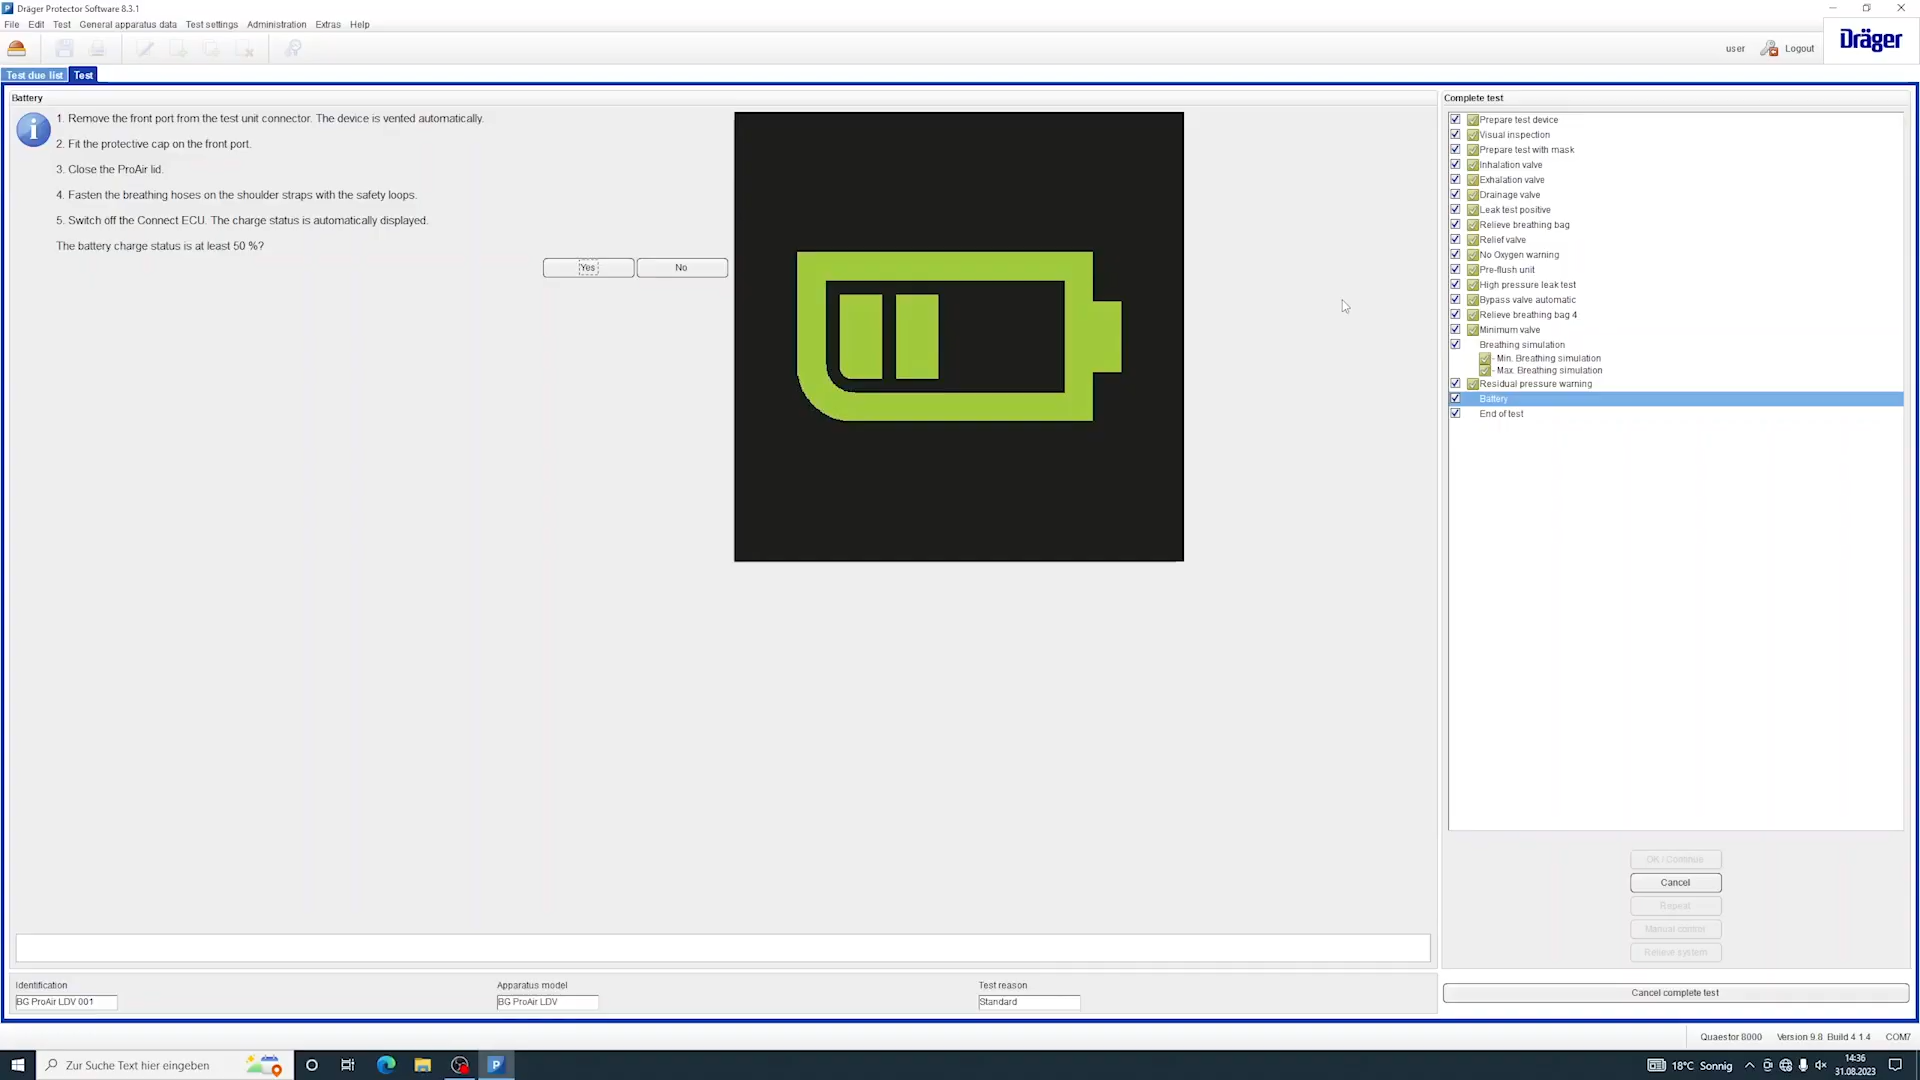 Dräger Protector Software 8.3.1
File Edit Test General apparatus data Test settings Administration Extras Help
user Logout
Dräger
Test due list Test
Battery
1. Remove the front port from the test unit connector. The device is vented automatically.
2. Fit the protective cap on the front port.
3. Close the ProAir lid.
4. Fasten the breathing hoses on the shoulder straps with the safety loops.
5. Switch off the Connect ECU. The charge status is automatically displayed.
The battery charge status is at least 50 %?
Yes No
Complete test
Prepare test device
Visual inspection
Prepare test with mask
Inhalation valve
Exhalation valve
Drainage valve
Leak test positive
Relieve breathing bag
Relief valve
No Oxygen warning
Pre-flush unit
High pressure leak test
Bypass valve automatic
Relieve breathing bag 4
Minimum valve
Breathing simulation
- Min. Breathing simulation
- Max. Breathing simulation
Residual pressure warning
Battery
End of test
OK / Continue
Cancel
Repeat
Manual control
Relieve system
Cancel complete test
Identification Apparatus model Test reason
BG ProAir LDV 001 BG ProAir LDV Standard
Quaestor 8000 Version 9.8 Build 4.1.4 COM7
Zur Suche Text hier eingeben
18°C Sonnig
14:36
31.08.2023